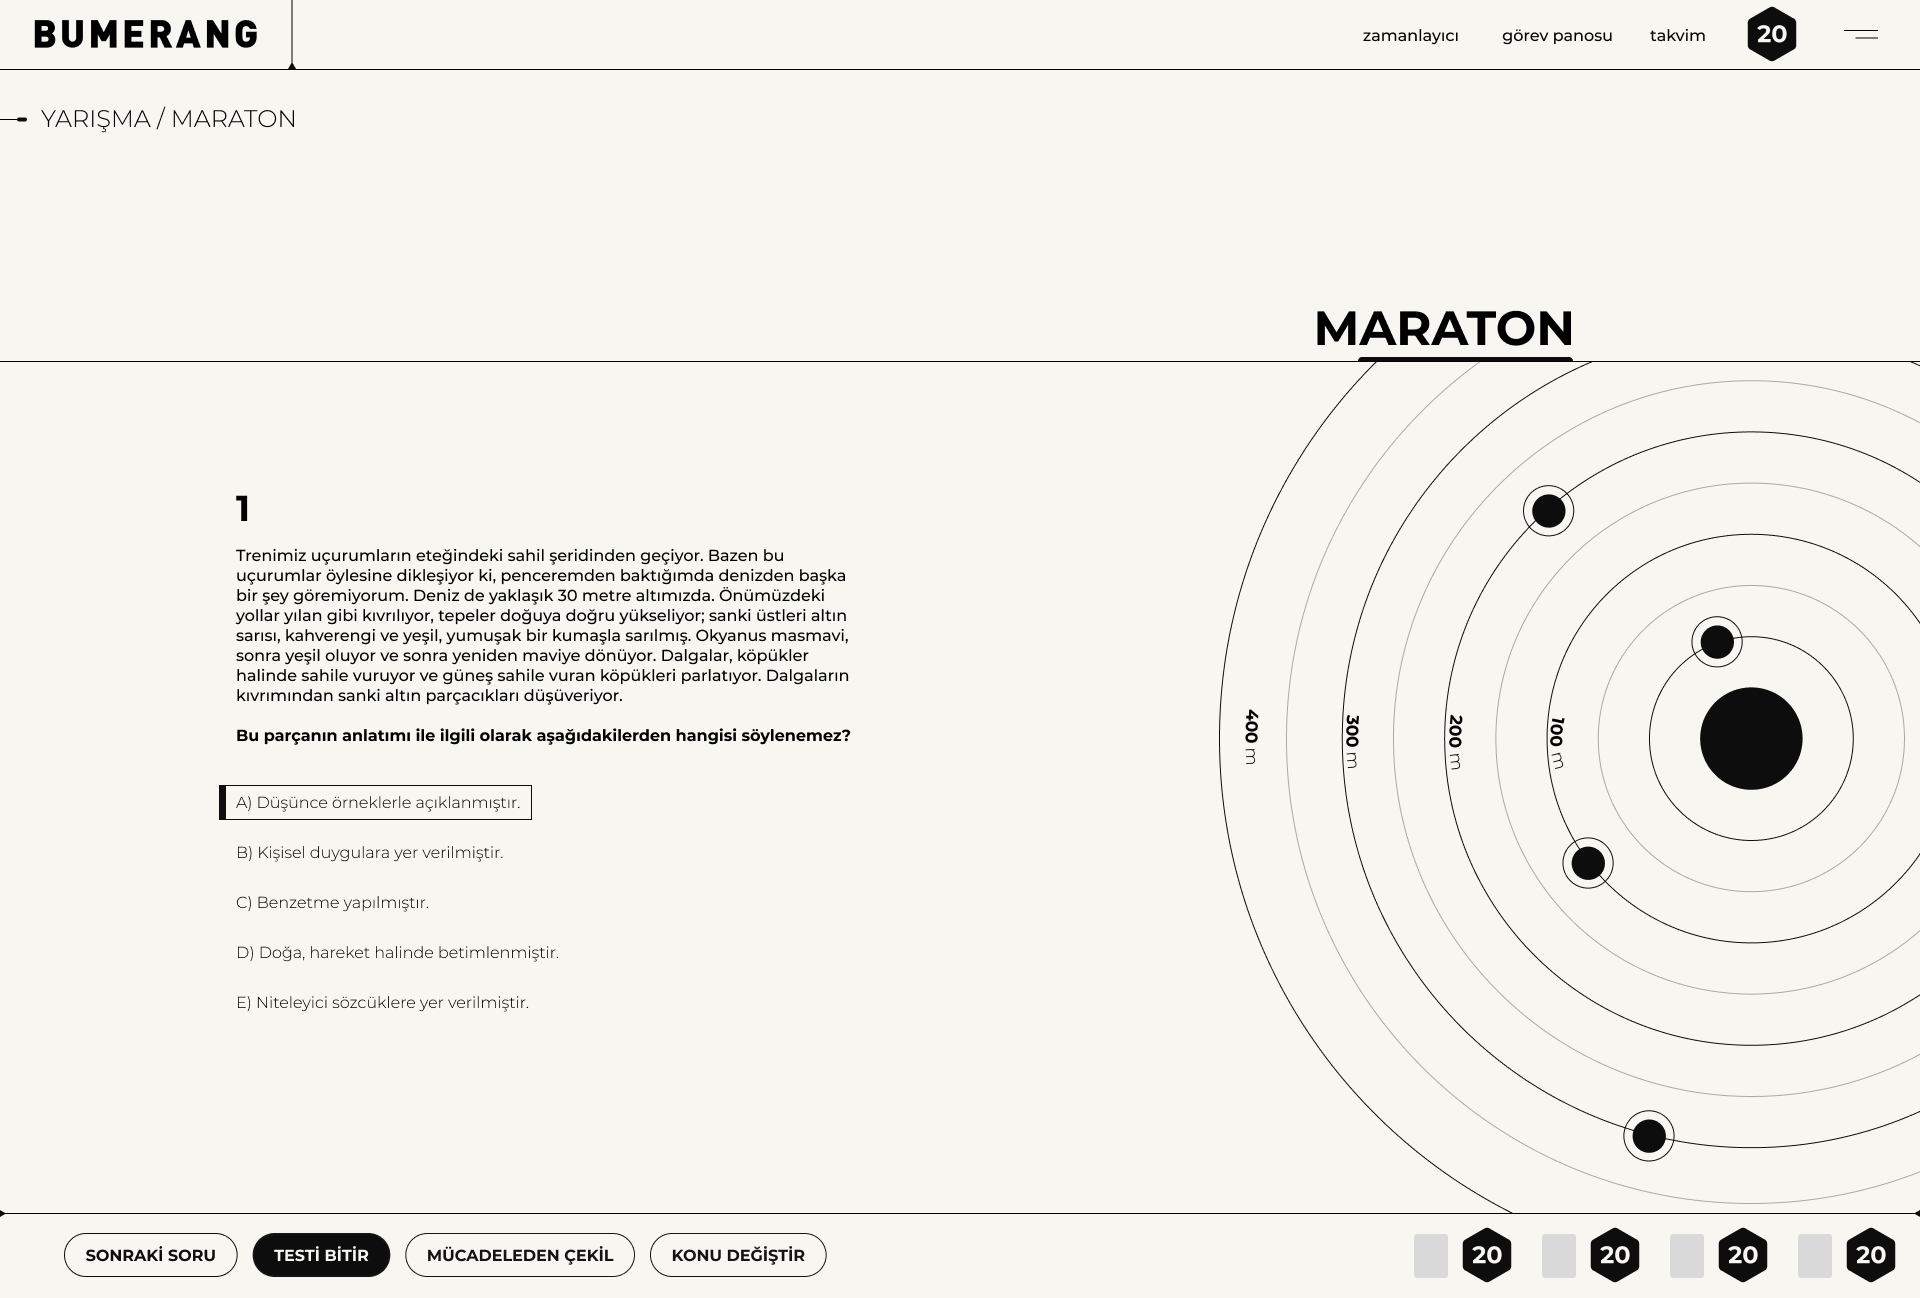 BUMERANG
zamanlayıcı
görev panosu
takvim
20
YARIŞMA / MARATON
MARATON
1
Trenimiz uçurumların eteğindeki sahil şeridinden geçiyor. Bazen bu
uçurumlar öylesine dikleşiyor ki, penceremden baktığımda denizden başka
bir şey göremiyorum. Deniz de yaklaşık 30 metre altımızda. Önümüzdeki
yollar yılan gibi kıvrılıyor, tepeler doğuya doğru yükseliyor; sanki üstleri altın
sarısı, kahverengi ve yeşil, yumuşak bir kumaşla sarılmış. Okyanus masmavi,
sonra yeşil oluyor ve sonra yeniden maviye dönüyor. Dalgalar, köpükler
halinde sahile vuruyor ve güneş sahile vuran köpükleri parlatıyor. Dalgaların
kıvrımından sanki altın parçacıkları düşüveriyor.
Bu parçanın anlatımı ile ilgili olarak aşağıdakilerden hangisi söylenemez?
A) Düşünce örneklerle açıklanmıştır.
B) Kişisel duygulara yer verilmiştir.
C) Benzetme yapılmıştır.
D) Doğa, hareket halinde betimlenmiştir.
E) Niteleyici sözcüklere yer verilmiştir.
400 m
300 m
200 m
100 m
SONRAKİ SORU
TESTİ BİTİR
MÜCADELEDEN ÇEKİL
KONU DEĞİŞTİR
20
20
20
20